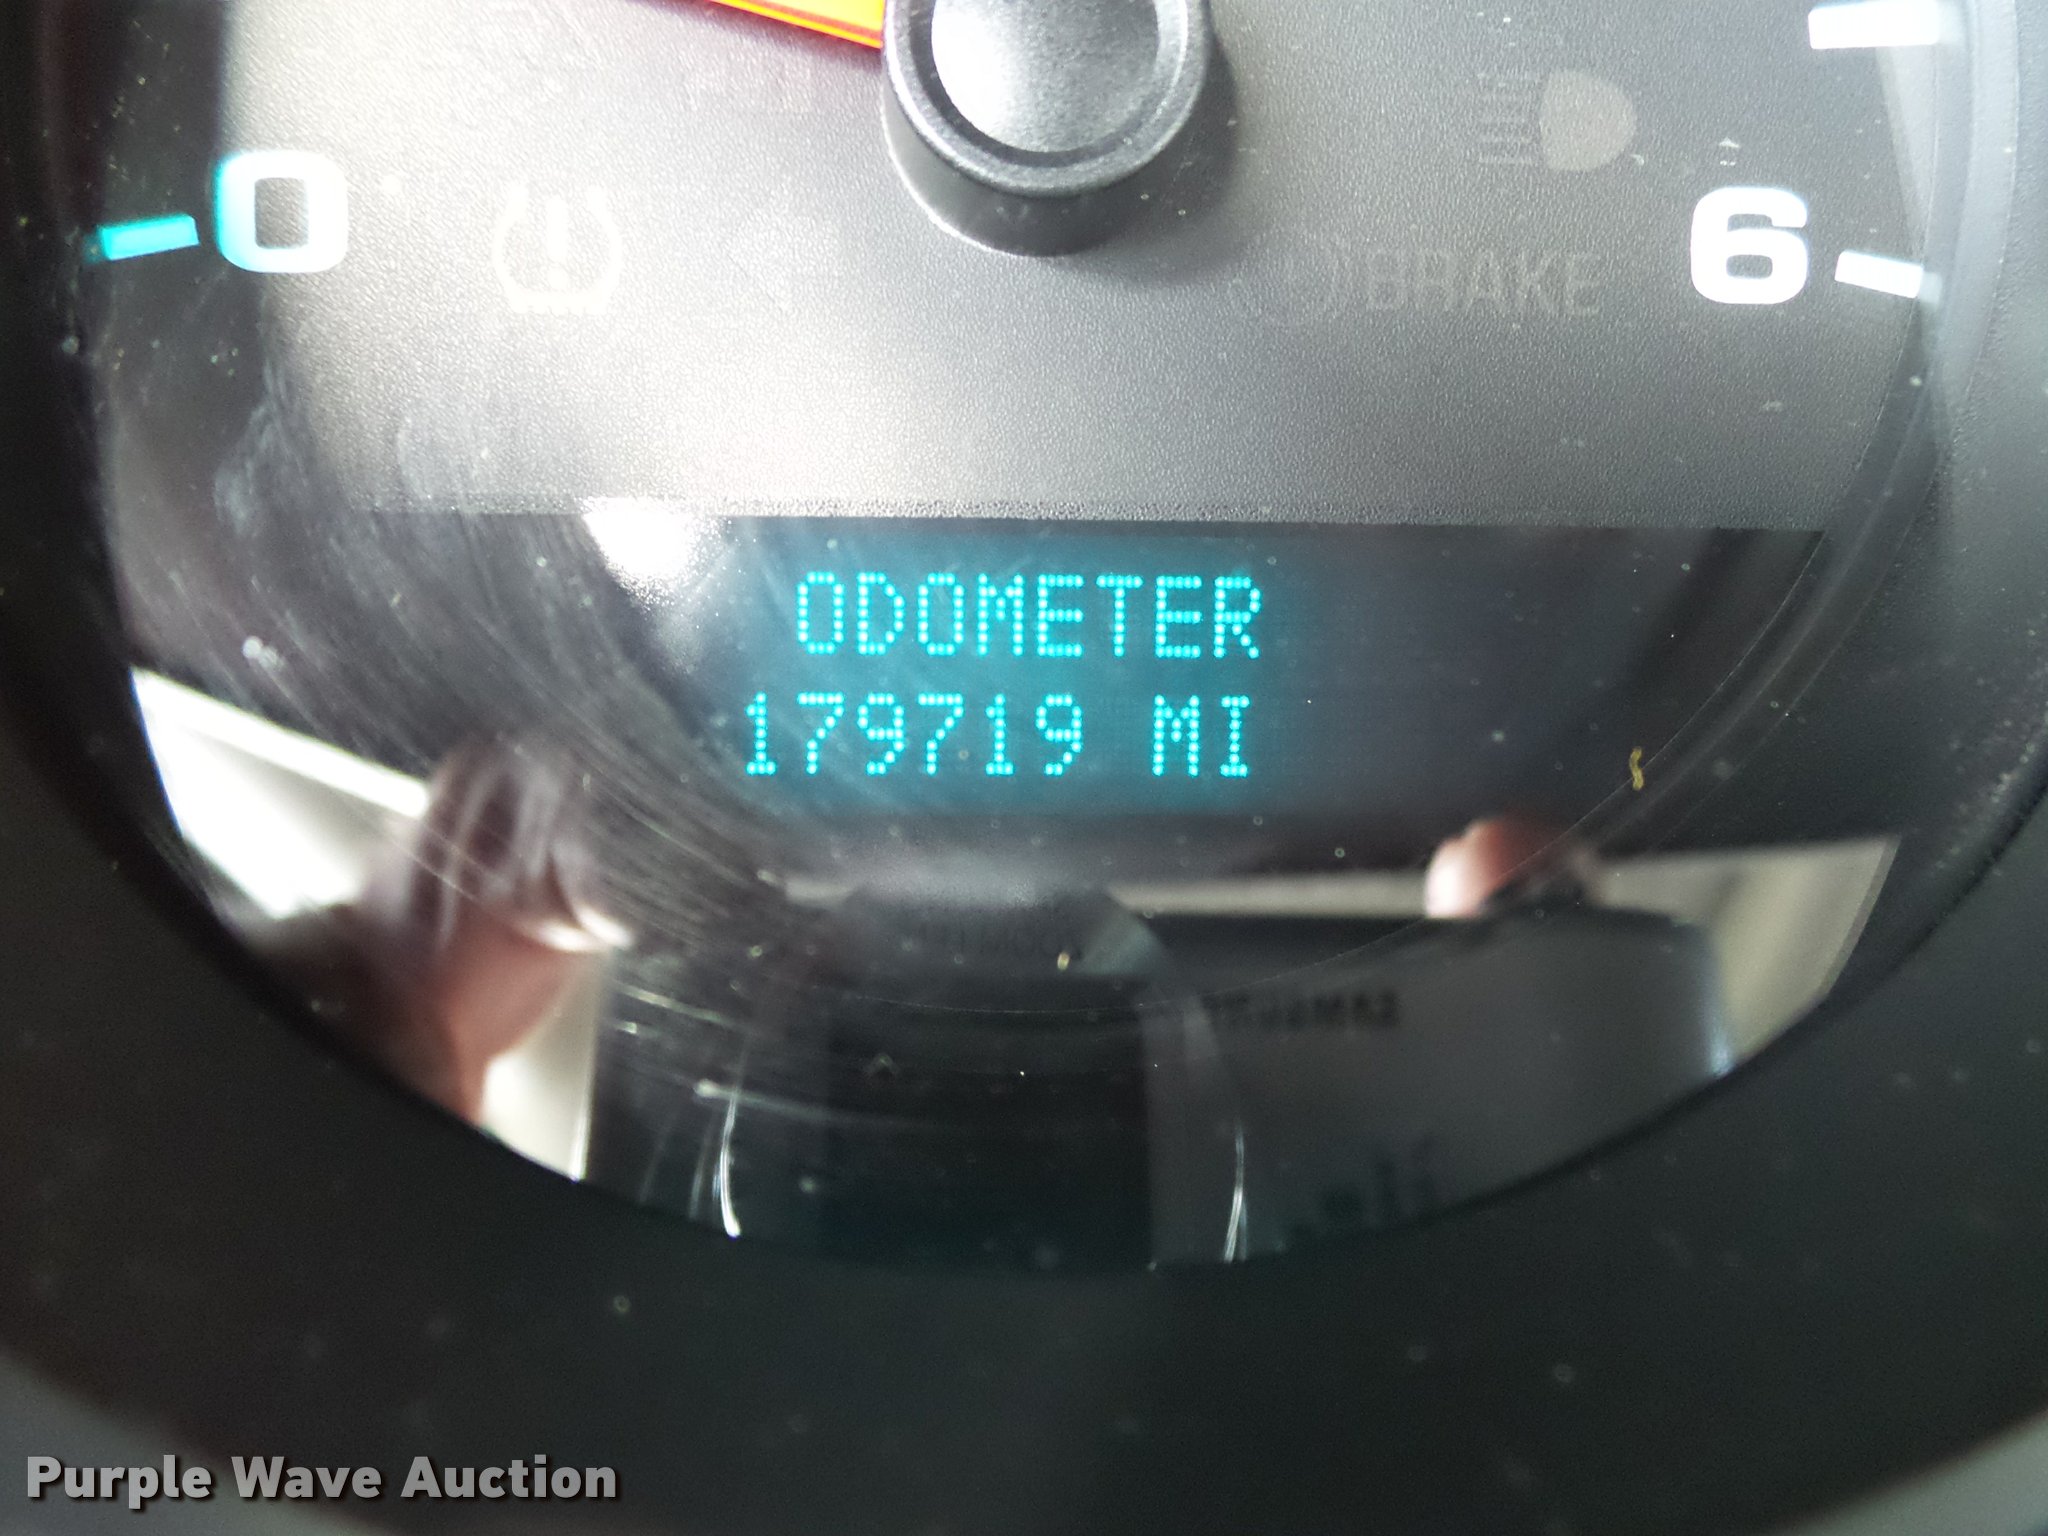 0
6
BRAKE
ODOMETER
179719 MI
Purple Wave Auction